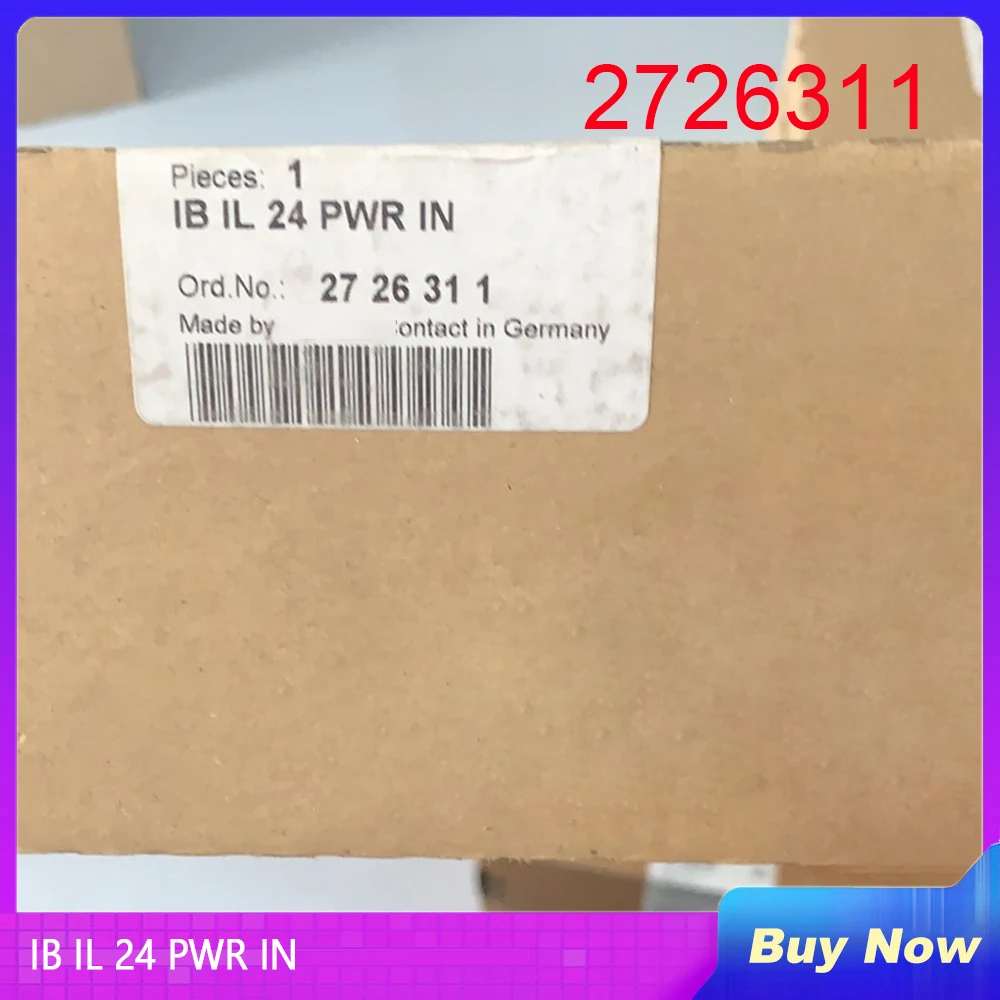 2726311
Pieces: 1
IB IL 24 PWR IN
Ord.No.: 27 26 31 1
Made by :ontact in Germany
IB IL 24 PWR IN
Buy Now